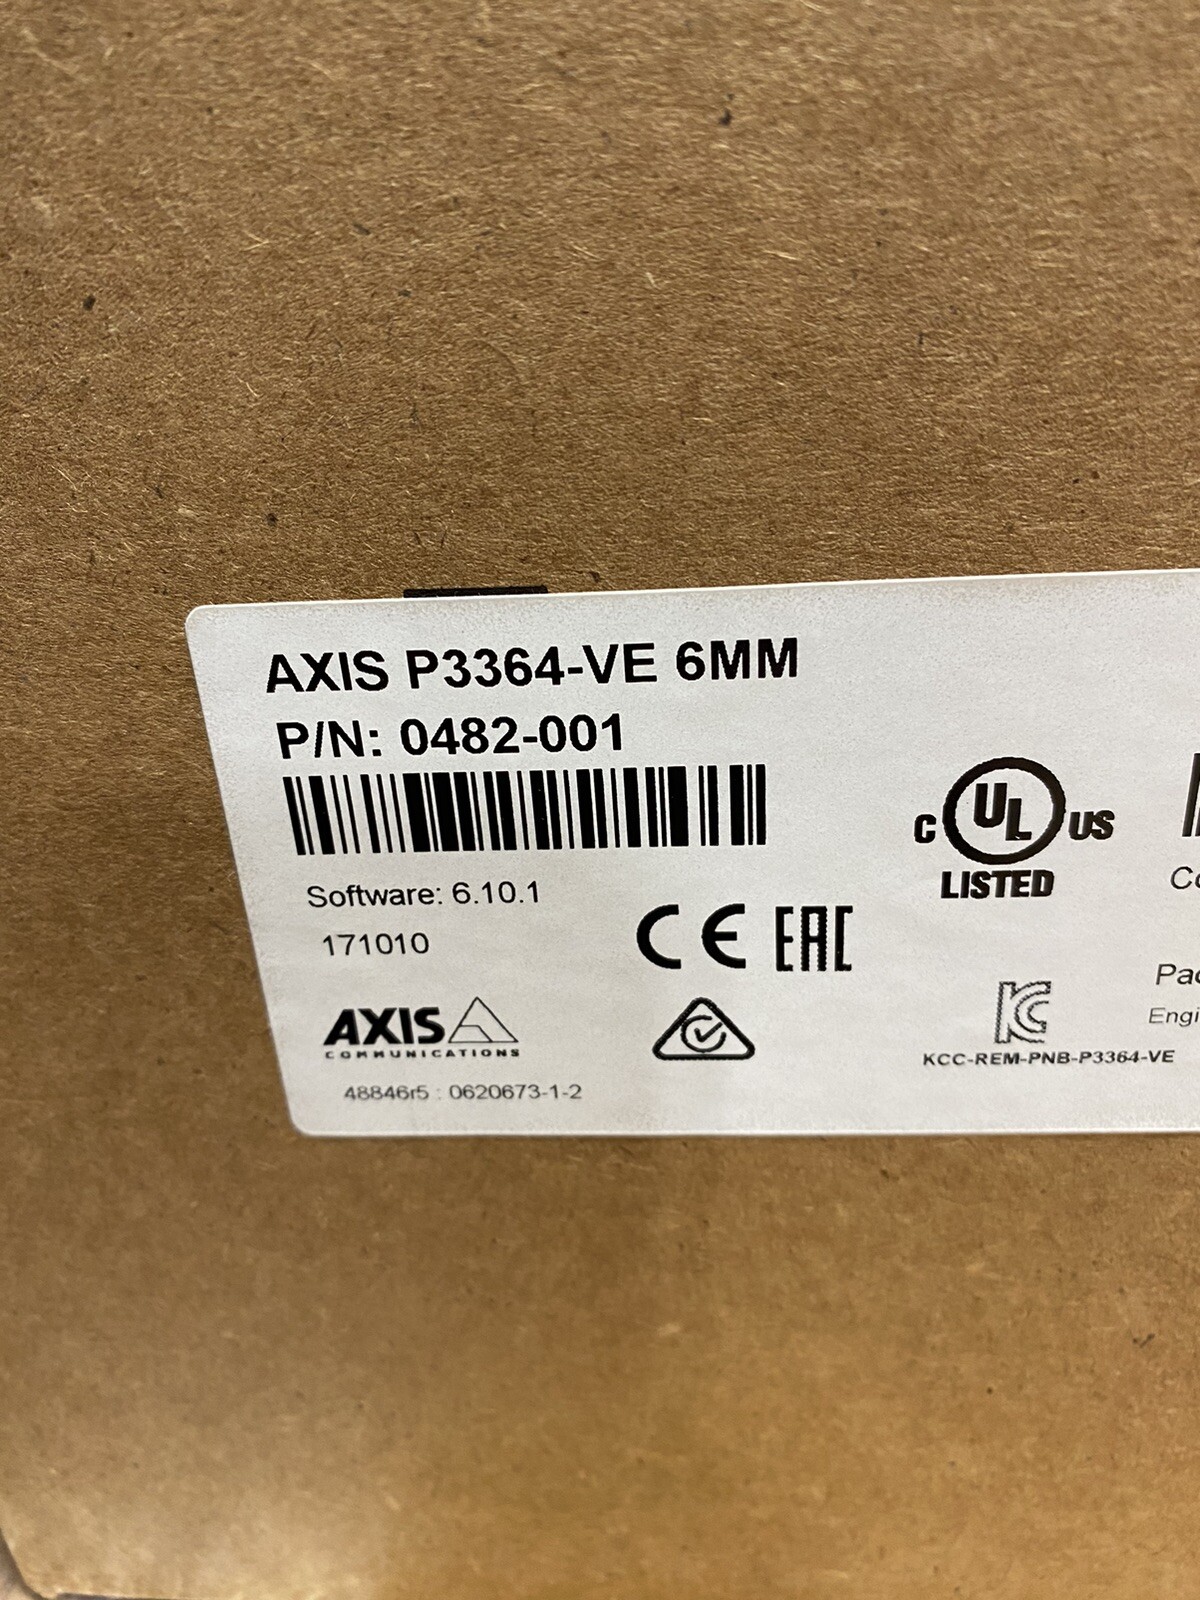 AXIS P3364-VE 6MM
P/N: 0482-001
Software: 6.10.1
171010
AXIS
COMMUNICATIONS
48846r5 : 0620673-1-2
CE EAC
C UL US
LISTED
KC
KCC-REM-PNB-P3364-VE